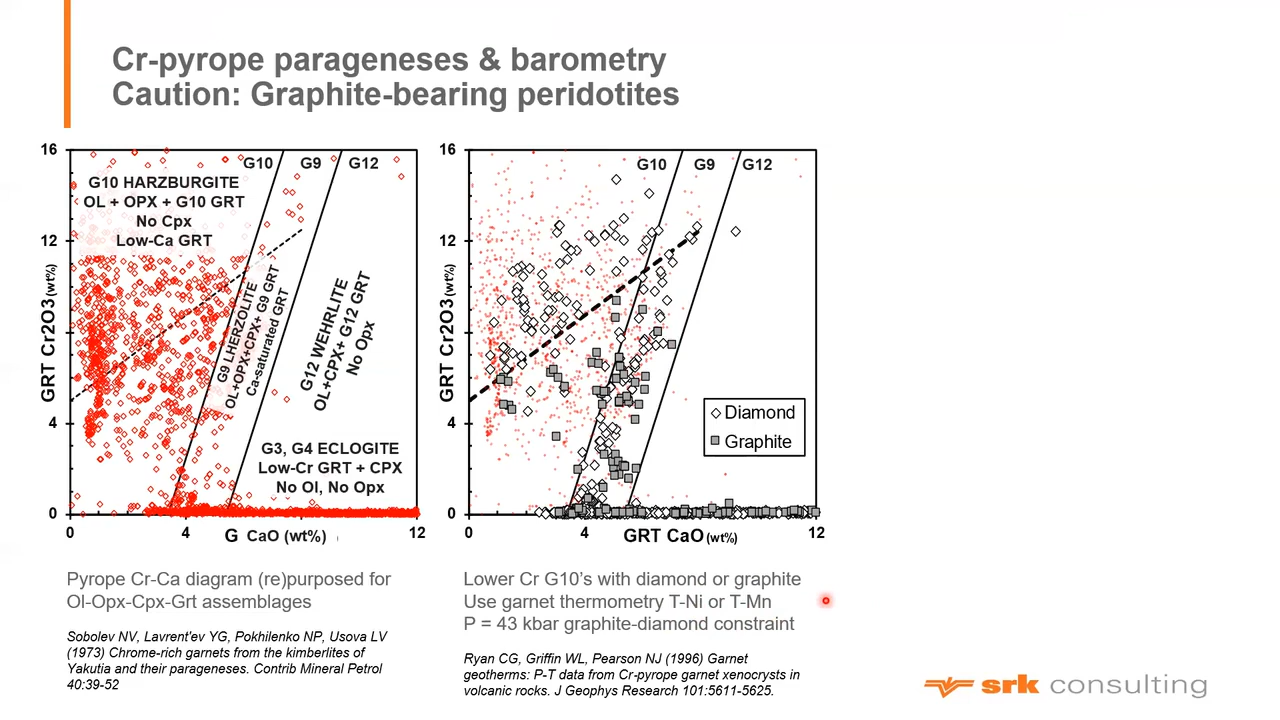 Cr-pyrope parageneses & barometry
Caution: Graphite-bearing peridotites
16
12
8
4
0
GRT Cr2O3 (wt%)
G10
G9
G12
G10 HARZBURGITE
OL + OPX + G10 GRT
No Cpx
Low-Ca GRT
G9 LHERZOLITE
OL+OPX+CPX+ G9 GRT
Ca-saturated GRT
G12 WEHRLITE
OL+CPX+ G12 GRT
No Opx
G3, G4 ECLOGITE
Low-Cr GRT + CPX
No Ol, No Opx
0
4
12
G CaO (wt%)
16
12
8
4
0
GRT Cr2O3 (wt%)
G10
G9
G12
Diamond
Graphite
0
4
12
GRT CaO (wt%)
Pyrope Cr-Ca diagram (re)purposed for
Ol-Opx-Cpx-Grt assemblages
Sobolev NV, Lavrent'ev YG, Pokhilenko NP, Usova LV
(1973) Chrome-rich garnets from the kimberlites of
Yakutia and their parageneses. Contrib Mineral Petrol
40:39-52
Lower Cr G10's with diamond or graphite
Use garnet thermometry T-Ni or T-Mn
P = 43 kbar graphite-diamond constraint
Ryan CG, Griffin WL, Pearson NJ (1996) Garnet
geotherms: P-T data from Cr-pyrope garnet xenocrysts in
volcanic rocks. J Geophys Research 101:5611-5625.
srk consulting